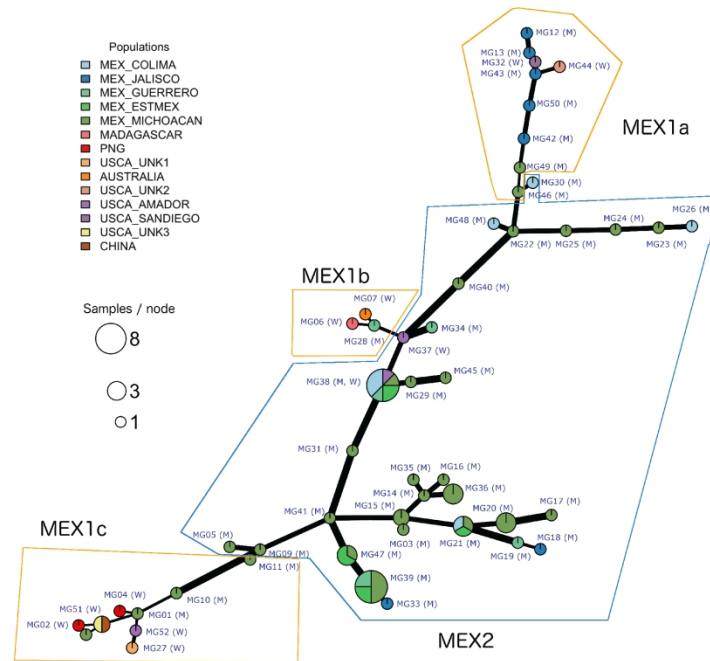 Populations
MEX_COLIMA
MEX_JALISCO
MEX_GUERRERO
MEX_ESTMEX
MEX_MICHOACAN
MADAGASCAR
PNG
USCA_UNK1
AUSTRALIA
USCA_UNK2
USCA_AMADOR
USCA_SANDIEGO
USCA_UNK3
CHINA
Samples / node
8
3
1
MEX1a
MG12 (M)
MG13 (M)
MG32 (W)
MG43 (M)
MG44 (W)
MG50 (M)
MG42 (M)
MG49 (M)
MG30 (M)
MG46 (M)
MG48 (M)
MG22 (M)
MG25 (M)
MG24 (M)
MG23 (M)
MG26 (M)
MG40 (M)
MEX1b
MG07 (W)
MG06 (W)
MG28 (M)
MG34 (M)
MG37 (W)
MG38 (M, W)
MG45 (M)
MG29 (M)
MG31 (M)
MG35 (M)
MG16 (M)
MG36 (M)
MG14 (M)
MG15 (M)
MG41 (M)
MG03 (M)
MG20 (M)
MG17 (M)
MG21 (M)
MG18 (M)
MG19 (M)
MG05 (M)
MG09 (M)
MG11 (M)
MG47 (M)
MG39 (M)
MG33 (M)
MEX1c
MG10 (M)
MG04 (W)
MG51 (W)
MG01 (M)
MG02 (W)
MG52 (W)
MG27 (W)
MEX2